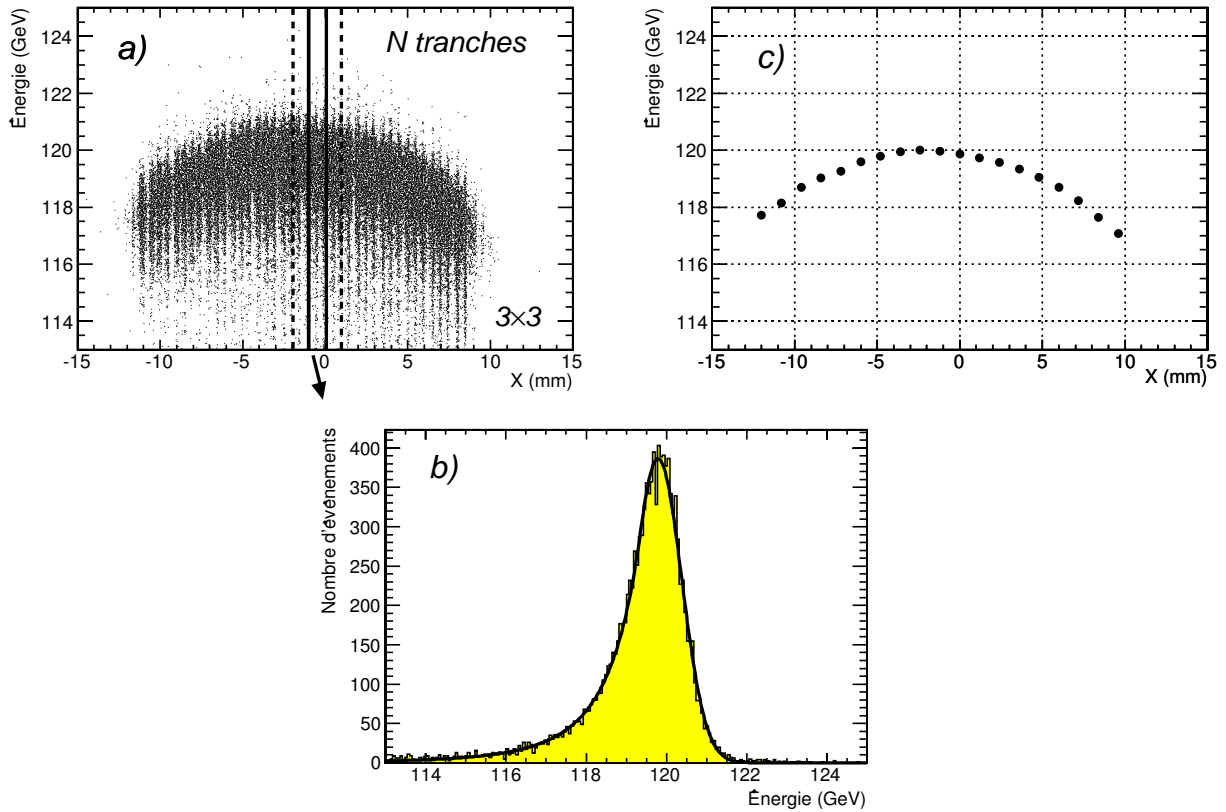 Énergie (GeV)
124
122
120
118
116
114
a)
N tranches
3×3
-15 -10 -5 0 5 10 15
X (mm)
Énergie (GeV)
124
122
120
118
116
114
c)
-15 -10 -5 0 5 10 15
X (mm)
Nombre d'événements
400
350
300
250
200
150
100
50
0
b)
114 116 118 120 122 124
Énergie (GeV)